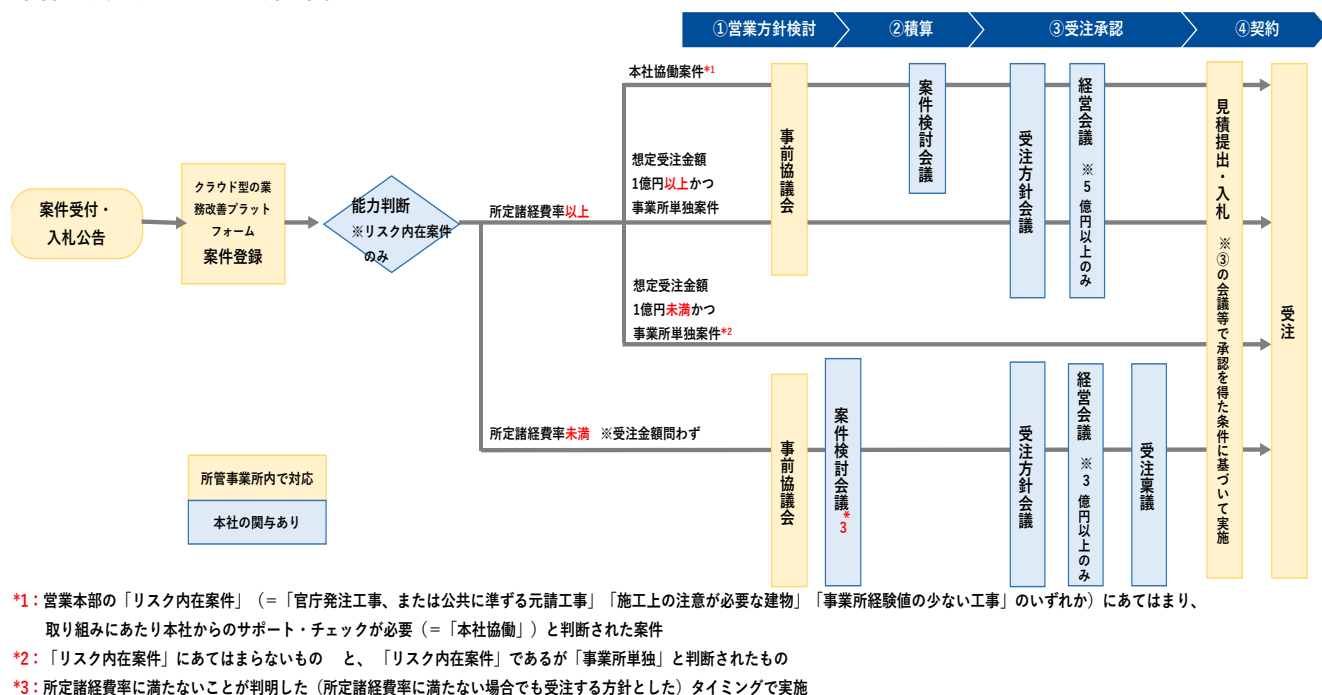 ①営業方針検討
②積算
③受注承認
④契約
案件受付・
入札公告
クラウド型の業
務改善プラット
フォーム
案件登録
能力判断
※リスク内在案件
のみ
所定諸経費率以上
本社協働案件*1
想定受注金額
1億円以上かつ
事業所単独案件
想定受注金額
1億円未満かつ
事業所単独案件*2
事前協議会
案件検討会議
受注方針会議
経営会議 ※5億円以上のみ
見積提出・入札 ※③の会議等で承認を得た条件に基づいて実施
受注
所定諸経費率未満 ※受注金額問わず
事前協議会
案件検討会議*3
受注方針会議
経営会議 ※3億円以上のみ
受注稟議
所管事業所内で対応
本社の関与あり
*1：営業本部の「リスク内在案件」（＝「官庁発注工事、または公共に準ずる元請工事」「施工上の注意が必要な建物」「事業所経験値の少ない工事」のいずれか）にあてはまり、
取り組みにあたり本社からのサポート・チェックが必要（＝「本社協働」）と判断された案件
*2：「リスク内在案件」にあてはまらないもの と、「リスク内在案件」であるが「事業所単独」と判断されたもの
*3：所定諸経費率に満たないことが判明した（所定諸経費率に満たない場合でも受注する方針とした）タイミングで実施